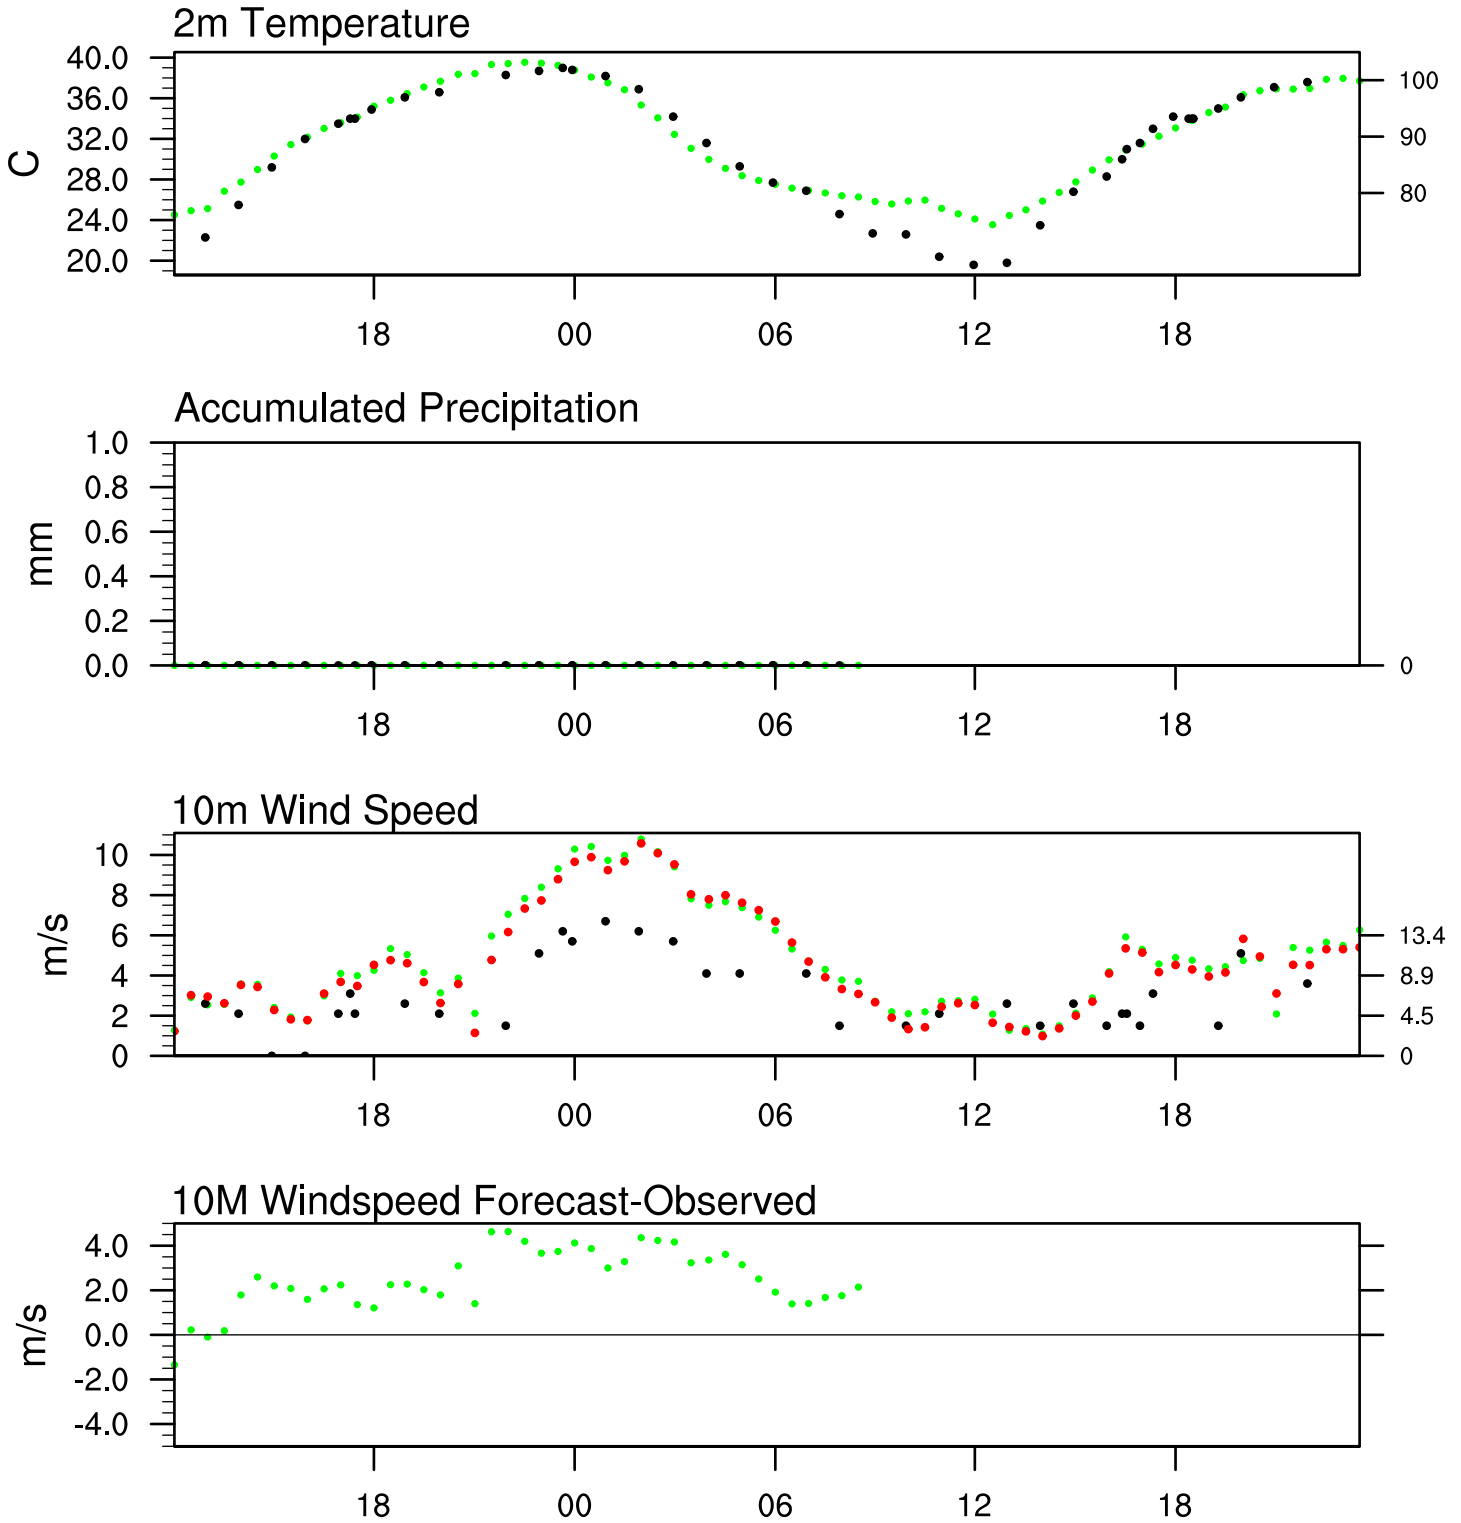 2m Temperature
40.0
36.0
32.0
28.0
24.0
20.0
C
100
90
80
18 00 06 12 18
Accumulated Precipitation
1.0
0.8
0.6
0.4
0.2
0.0
mm
0
18 00 06 12 18
10m Wind Speed
10
8
6
4
2
0
m/s
13.4
8.9
4.5
0
18 00 06 12 18
10M Windspeed Forecast-Observed
4.0
2.0
0.0
-2.0
-4.0
m/s
18 00 06 12 18